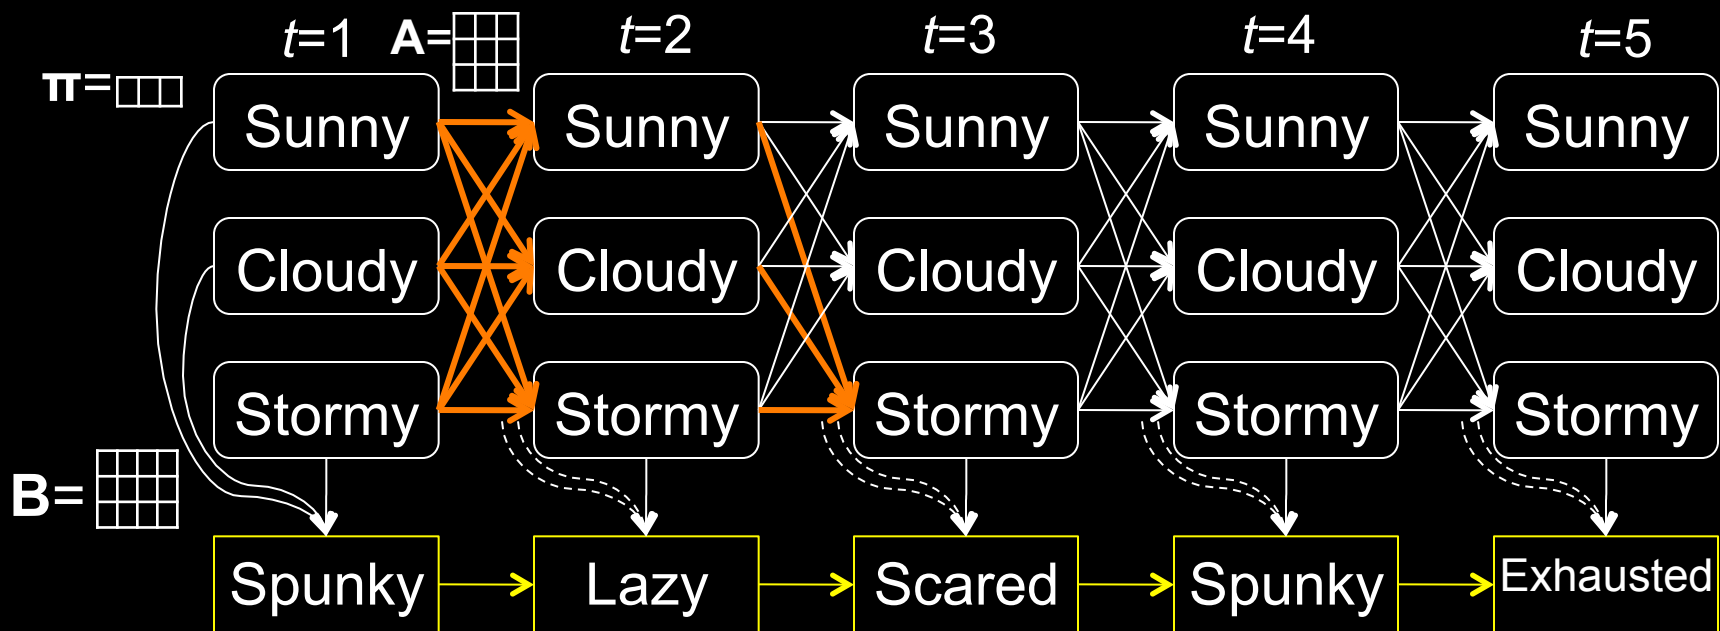 t=1 A= t=2 t=3 t=4 t=5
π=
Sunny Sunny Sunny Sunny Sunny
Cloudy Cloudy Cloudy Cloudy Cloudy
Stormy Stormy Stormy Stormy Stormy
B=
Spunky Lazy Scared Spunky Exhausted